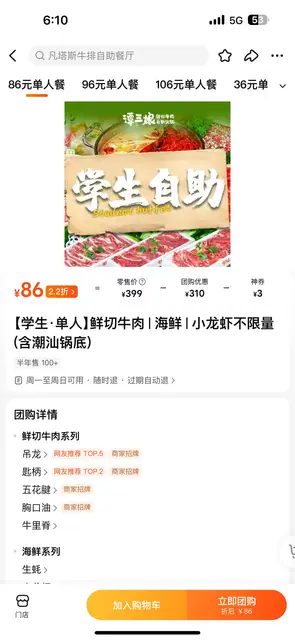 6:10
5G
53
凡塔斯牛排自助餐厅
86元单人餐
96元单人餐
106元单人餐
36元单
谭三娘
学生自助
¥86
2.2折
=
零售价
¥399
-
团购优惠
¥310
-
神券
¥3
【学生·单人】鲜切牛肉 | 海鲜 | 小龙虾不限量(含潮汕锅底)
半年售 100+
周一至周日可用 · 随时退 · 过期自动退
团购详情
· 鲜切牛肉系列
吊龙
网友推荐 TOP.5
商家招牌
匙柄
网友推荐 TOP.2
商家招牌
五花腱
商家招牌
胸口油
商家招牌
牛里脊
· 海鲜系列
生蚝
门店
加入购物车
立即团购
折后 ¥86